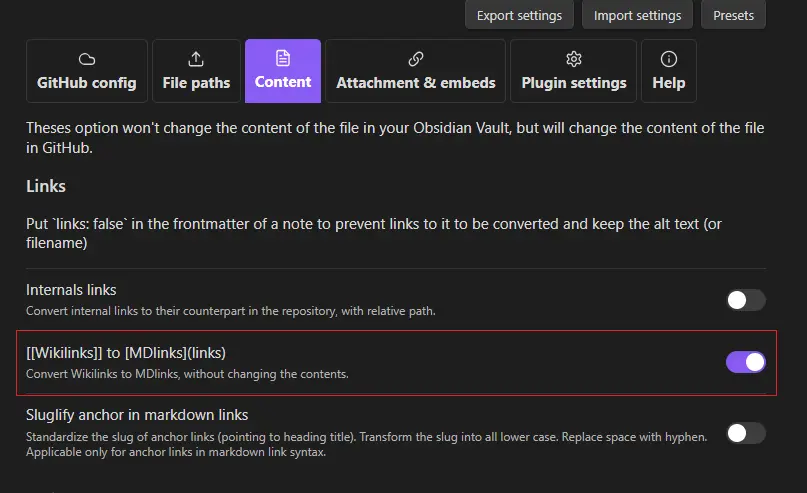 Export settings Import settings Presets
GitHub config File paths Content Attachment & embeds Plugin settings Help
Theses option won't change the content of the file in your Obsidian Vault, but will change the content of the file
in GitHub.
Links
Put `links: false` in the frontmatter of a note to prevent links to it to be converted and keep the alt text (or
filename)
Internals links
Convert internal links to their counterpart in the repository, with relative path.
[[Wikilinks]] to [MDlinks](links)
Convert Wikilinks to MDlinks, without changing the contents.
Sluglify anchor in markdown links
Standardize the slug of anchor links (pointing to heading title). Transform the slug into all lower case. Replace space with hyphen.
Applicable only for anchor links in markdown link syntax.